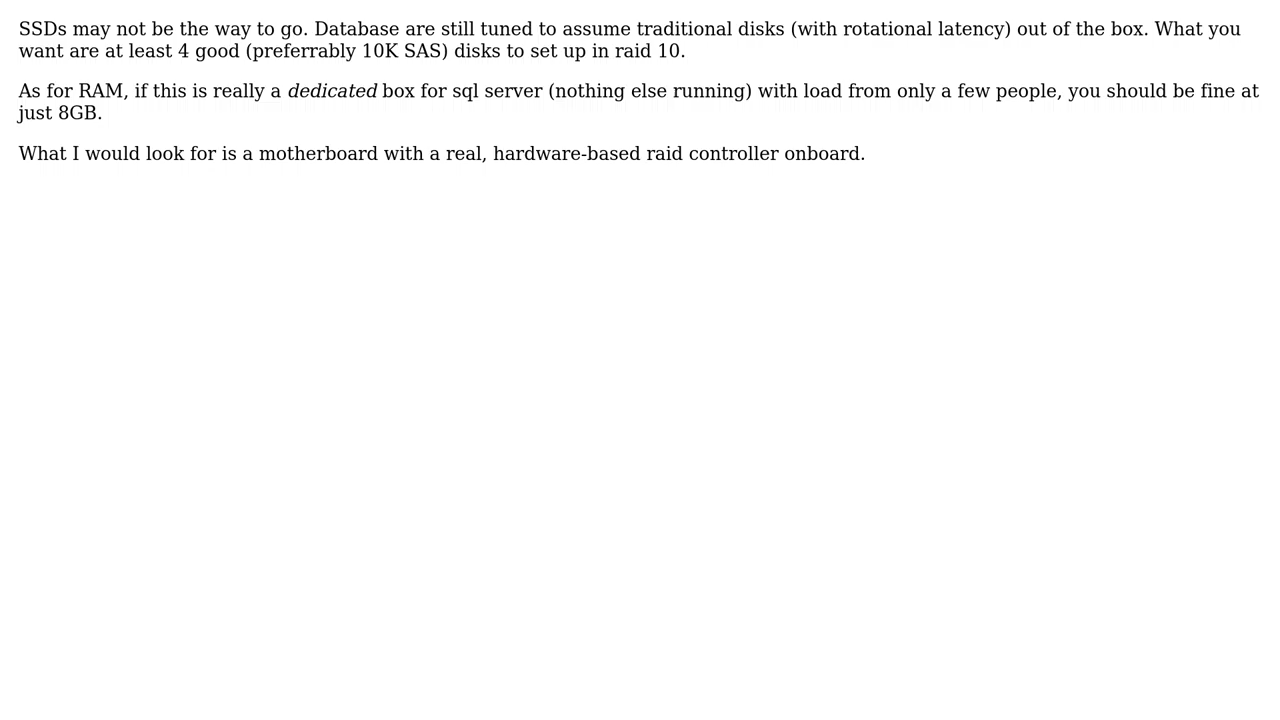 SSDs may not be the way to go. Database are still tuned to assume traditional disks (with rotational latency) out of the box. What you
want are at least 4 good (preferrably 10K SAS) disks to set up in raid 10.
As for RAM, if this is really a dedicated box for sql server (nothing else running) with load from only a few people, you should be fine at
just 8GB.
What I would look for is a motherboard with a real, hardware-based raid controller onboard.